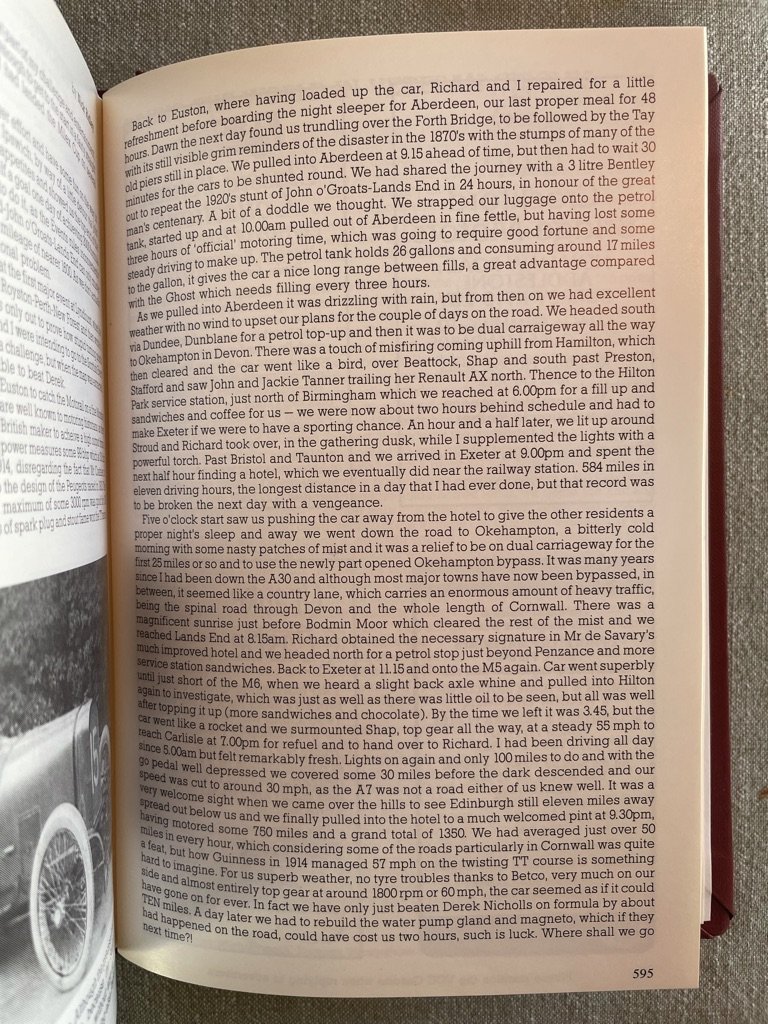 Back to Euston, where having loaded up the car, Richard and I repaired for a little
refreshment before boarding the night sleeper for Aberdeen, our last proper meal for 48
hours. Dawn the next day found us trundling over the Forth Bridge, to be followed by the Tay
with its still visible grim reminders of the disaster in the 1870's with the stumps of many of the
old piers still in place. We pulled into Aberdeen at 9.15 ahead of time, but then had to wait 30
minutes for the cars to be shunted round. We had shared the journey with a 3 litre Bentley
out to repeat the 1920's stunt of John o'Groats-Lands End in 24 hours, in honour of the great
man's centenary. A bit of a doddle we thought. We strapped our luggage onto the petrol
tank, started up and at 10.00am pulled out of Aberdeen in fine fettle, but having lost some
three hours of 'official' motoring time, which was going to require good fortune and some
steady driving to make up. The petrol tank holds 26 gallons and consuming around 17 miles
to the gallon, it gives the car a nice long range between fills, a great advantage compared
with the Ghost which needs filling every three hours.
As we pulled into Aberdeen it was drizzling with rain, but from then on we had excellent
weather with no wind to upset our plans for the couple of days on the road. We headed south
via Dundee, Dunblane for a petrol top-up and then it was to be dual carraigeway all the way
to Okehampton in Devon. There was a touch of misfiring coming uphill from Hamilton, which
then cleared and the car went like a bird, over Beattock, Shap and south past Preston,
Stafford and saw John and Jackie Tanner trailing her Renault AX north. Thence to the Hilton
Park service station, just north of Birmingham which we reached at 6.00pm for a fill up and
sandwiches and coffee for us — we were now about two hours behind schedule and had to
make Exeter if we were to have a sporting chance. An hour and a half later, we lit up around
Stroud and Richard took over, in the gathering dusk, while I supplemented the lights with a
powerful torch. Past Bristol and Taunton and we arrived in Exeter at 9.00pm and spent the
next half hour finding a hotel, which we eventually did near the railway station. 584 miles in
eleven driving hours, the longest distance in a day that I had ever done, but that record was
to be broken the next day with a vengeance.
Five o'clock start saw us pushing the car away from the hotel to give the other residents a
proper night's sleep and away we went down the road to Okehampton, a bitterly cold
morning with some nasty patches of mist and it was a relief to be on dual carriageway for the
first 25 miles or so and to use the newly part opened Okehampton bypass. It was many years
since I had been down the A30 and although most major towns have now been bypassed, in
between, it seemed like a country lane, which carries an enormous amount of heavy traffic,
being the spinal road through Devon and the whole length of Cornwall. There was a
magnificent sunrise just before Bodmin Moor which cleared the rest of the mist and we
reached Lands End at 8.15am. Richard obtained the necessary signature in Mr de Savary's
much improved hotel and we headed north for a petrol stop just beyond Penzance and more
service station sandwiches. Back to Exeter at 11.15 and onto the M5 again. Car went superbly
until just short of the M6, when we heard a slight back axle whine and pulled into Hilton
again to investigate, which was just as well as there was little oil to be seen, but all was well
after topping it up (more sandwiches and chocolate). By the time we left it was 3.45, but the
car went like a rocket and we surmounted Shap, top gear all the way, at a steady 55 mph to
reach Carlisle at 7.00pm for refuel and to hand over to Richard. I had been driving all day
since 5.00am but felt remarkably fresh. Lights on again and only 100 miles to do and with the
go pedal well depressed we covered some 30 miles before the dark descended and our
speed was cut to around 30 mph, as the A7 was not a road either of us knew well. It was a
very welcome sight when we came over the hills to see Edinburgh still eleven miles away
spread out below us and we finally pulled into the hotel to a much welcomed pint at 9.30pm,
having motored some 750 miles and a grand total of 1350. We had averaged just over 50
miles in every hour, which considering some of the roads particularly in Cornwall was quite
a feat, but how Guinness in 1914 managed 57 mph on the twisting TT course is something
hard to imagine. For us superb weather, no tyre troubles thanks to Betco, very much on our
side and almost entirely top gear at around 1800 rpm or 60 mph, the car seemed as if it could
have gone on for ever. In fact we have only just beaten Derek Nicholls on formula by about
TEN miles. A day later we had to rebuild the water pump gland and magneto, which if they
had happened on the road, could have cost us two hours, such is luck. Where shall we go
next time?!
595